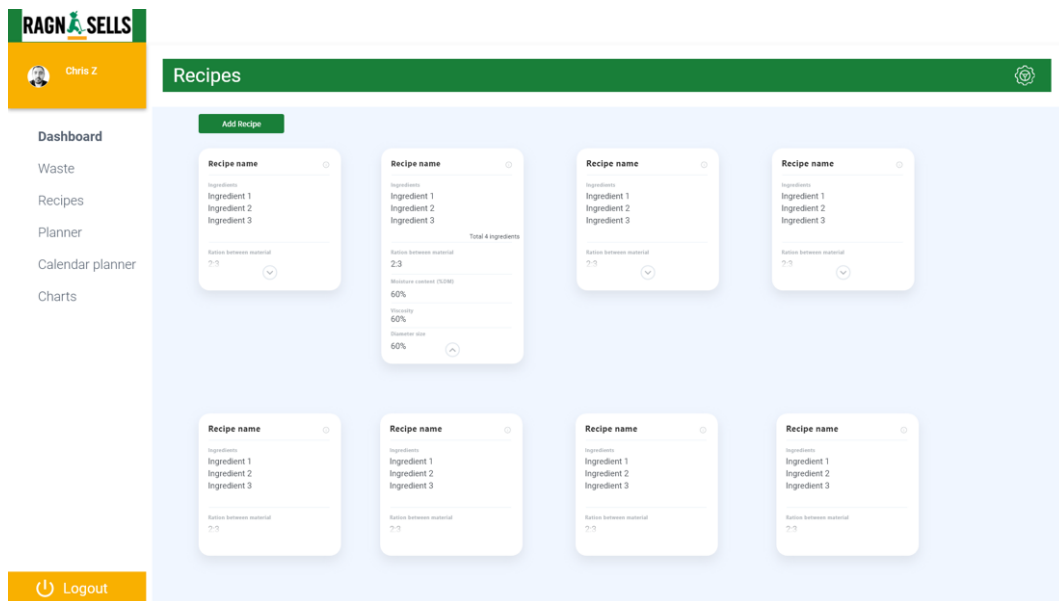 RAGN SELLS
Chris Z
Dashboard
Waste
Recipes
Planner
Calendar planner
Charts
Logout
Recipes
Add Recipe
Recipe name
Ingredients
Ingredient 1
Ingredient 2
Ingredient 3
Ration between material
2:3
Recipe name
Ingredients
Ingredient 1
Ingredient 2
Ingredient 3
Total 4 ingredients
Ration between material
2:3
Moisture content (%DM)
60%
Viscosity
60%
Diameter size
60%
Recipe name
Ingredients
Ingredient 1
Ingredient 2
Ingredient 3
Ration between material
2:3
Recipe name
Ingredients
Ingredient 1
Ingredient 2
Ingredient 3
Ration between material
2:3
Recipe name
Ingredients
Ingredient 1
Ingredient 2
Ingredient 3
Ration between material
2:3
Recipe name
Ingredients
Ingredient 1
Ingredient 2
Ingredient 3
Ration between material
2:3
Recipe name
Ingredients
Ingredient 1
Ingredient 2
Ingredient 3
Ration between material
2:3
Recipe name
Ingredients
Ingredient 1
Ingredient 2
Ingredient 3
Ration between material
2:3